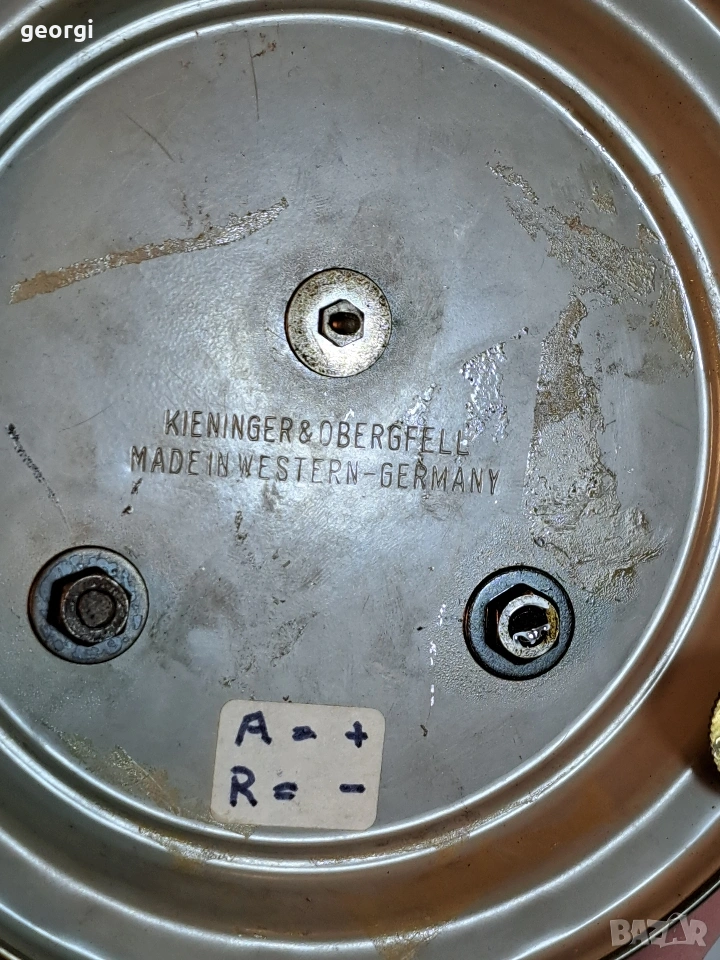 georgi
KIENINGER & OBERGFELL
MADE IN WESTERN-GERMANY
A = +
R = -
BAZAR